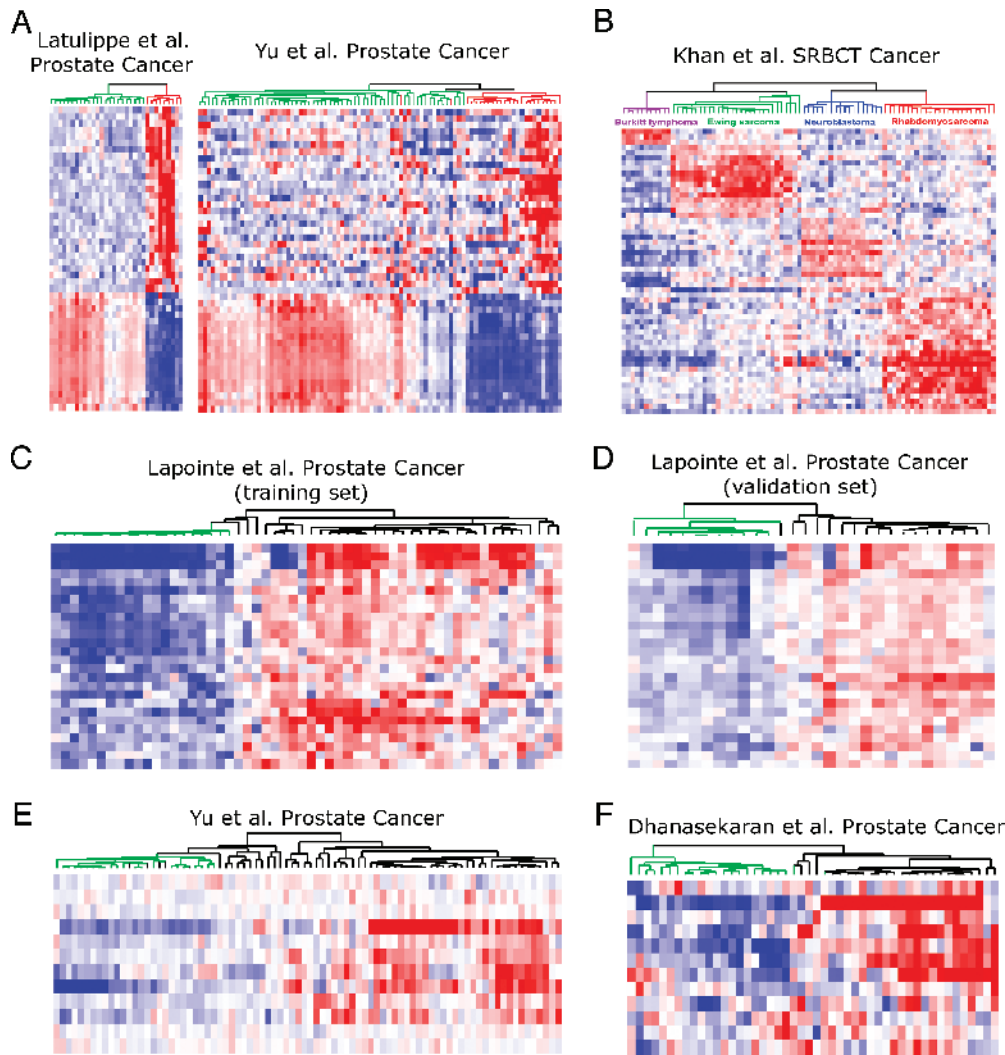 A
Latulippe et al.
Prostate Cancer
Yu et al. Prostate Cancer
B
Khan et al. SRBCT Cancer
Burkitt lymphoma
Ewing sarcoma
Neuroblastoma
Rhabdomyosarcoma
C
Lapointe et al. Prostate Cancer
(training set)
D
Lapointe et al. Prostate Cancer
(validation set)
E
Yu et al. Prostate Cancer
F
Dhanasekaran et al. Prostate Cancer